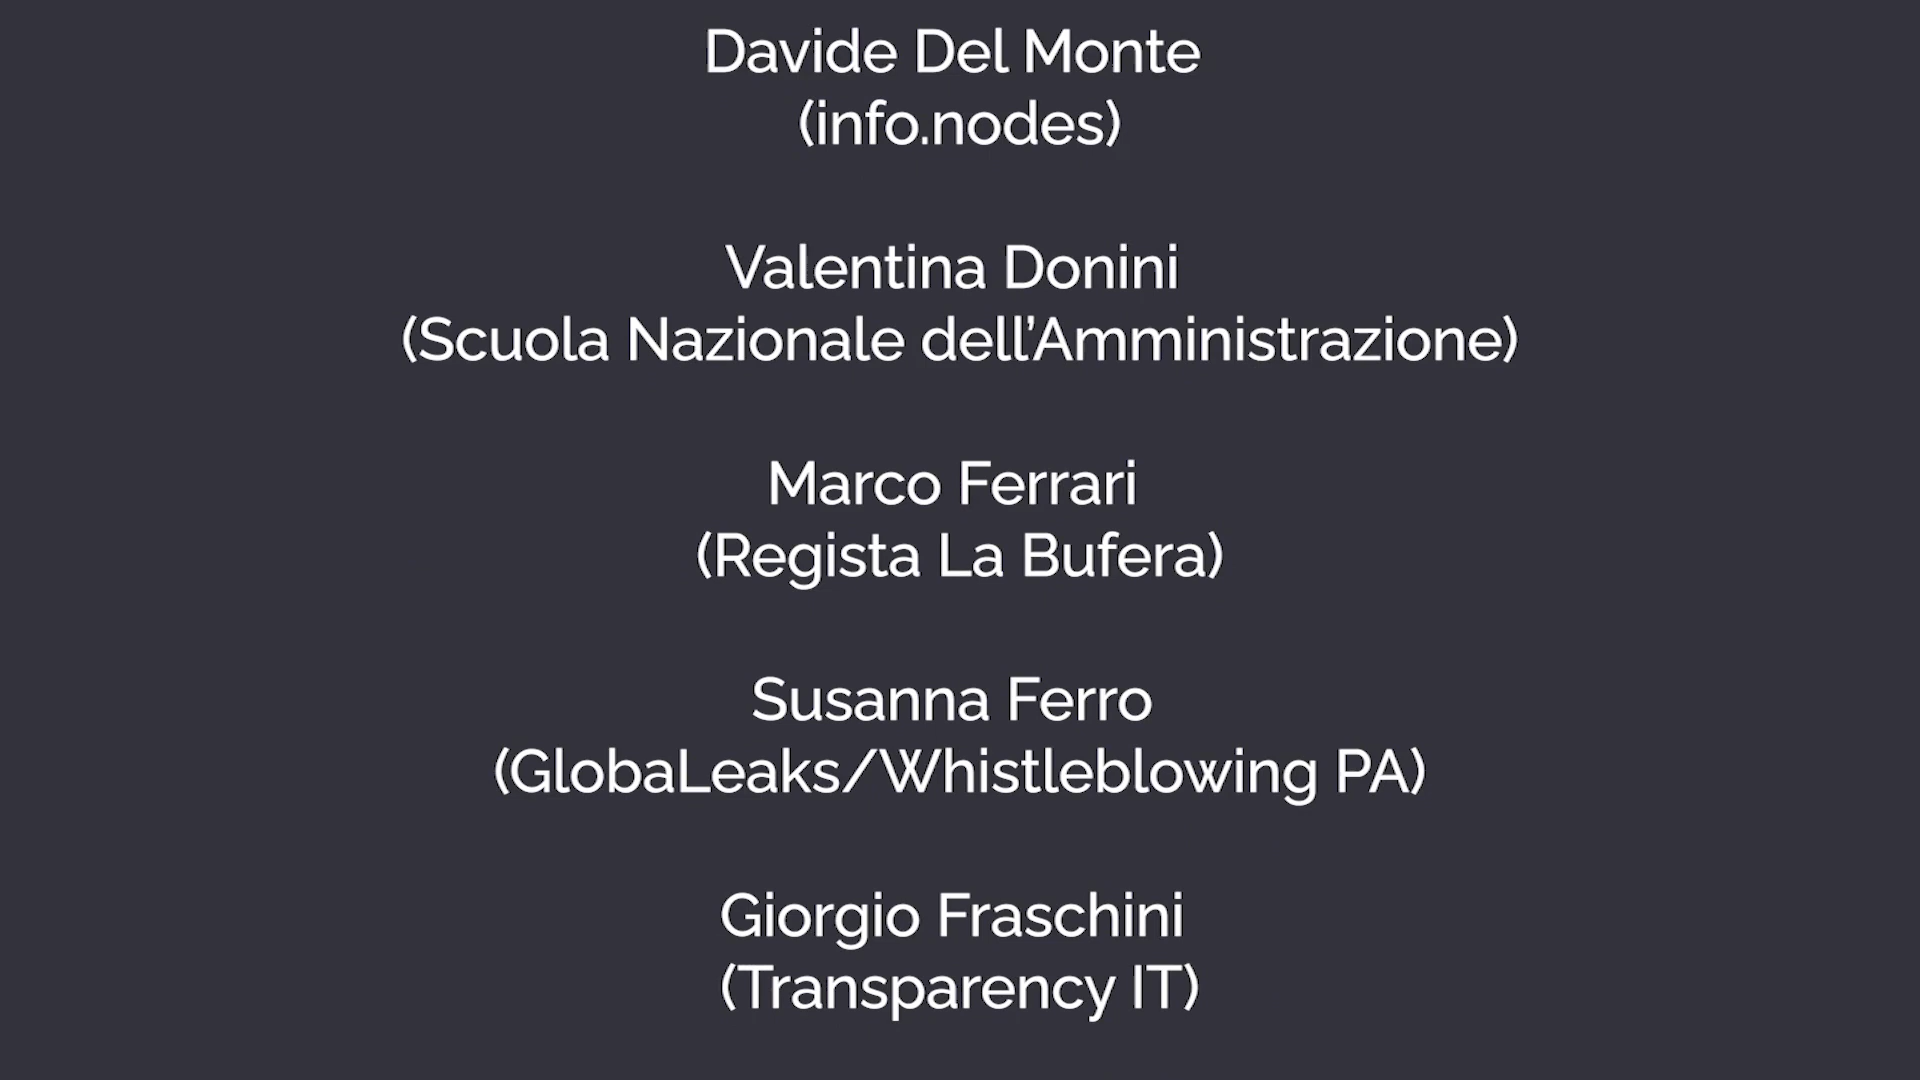 Davide Del Monte
(info.nodes)
Valentina Donini
(Scuola Nazionale dell’Amministrazione)
Marco Ferrari
(Regista La Bufera)
Susanna Ferro
(GlobaLeaks/Whistleblowing PA)
Giorgio Fraschini
(Transparency IT)